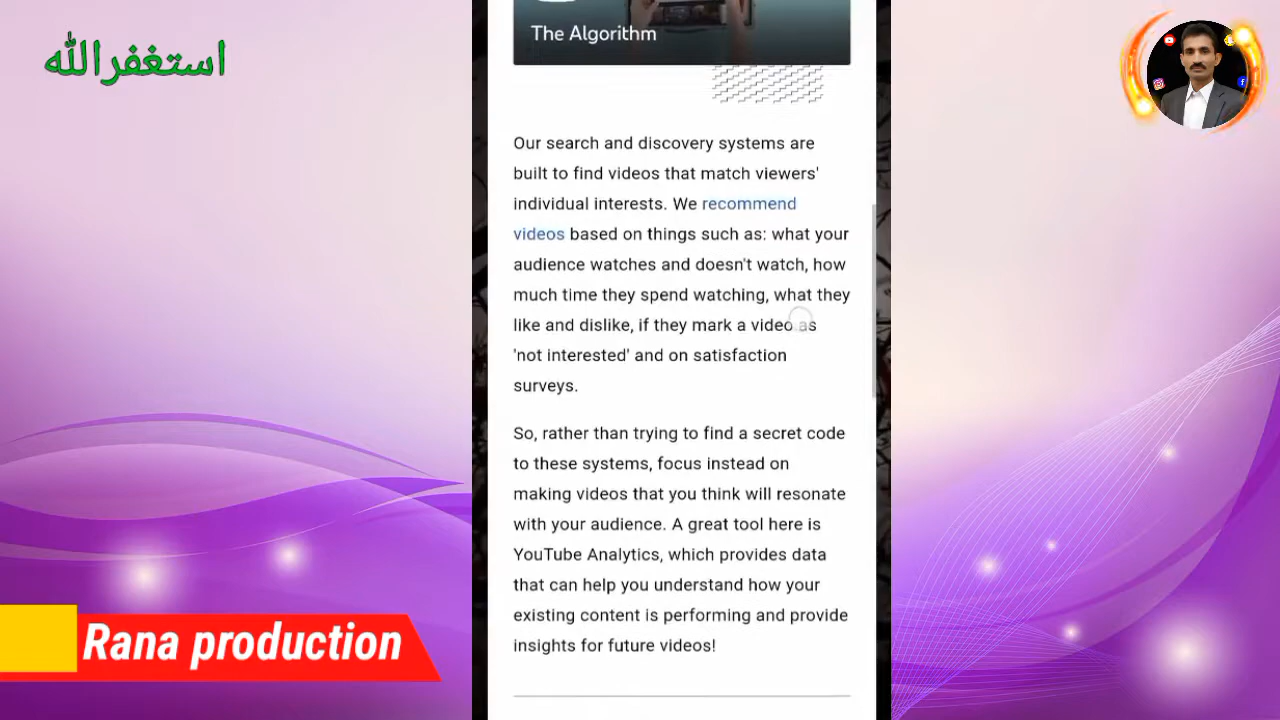 استغفرالله
The Algorithm
Our search and discovery systems are
built to find videos that match viewers'
individual interests. We recommend
videos based on things such as: what your
audience watches and doesn't watch, how
much time they spend watching, what they
like and dislike, if they mark a video as
'not interested' and on satisfaction
surveys.
So, rather than trying to find a secret code
to these systems, focus instead on
making videos that you think will resonate
with your audience. A great tool here is
YouTube Analytics, which provides data
that can help you understand how your
existing content is performing and provide
insights for future videos!
Rana production